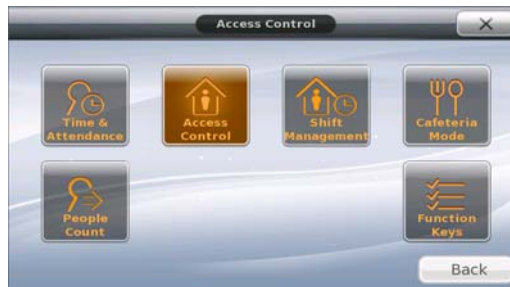 Access Control
Time &
Attendance
Access
Control
Shift
Management
Cafeteria
Mode
People
Count
Function
Keys
Back